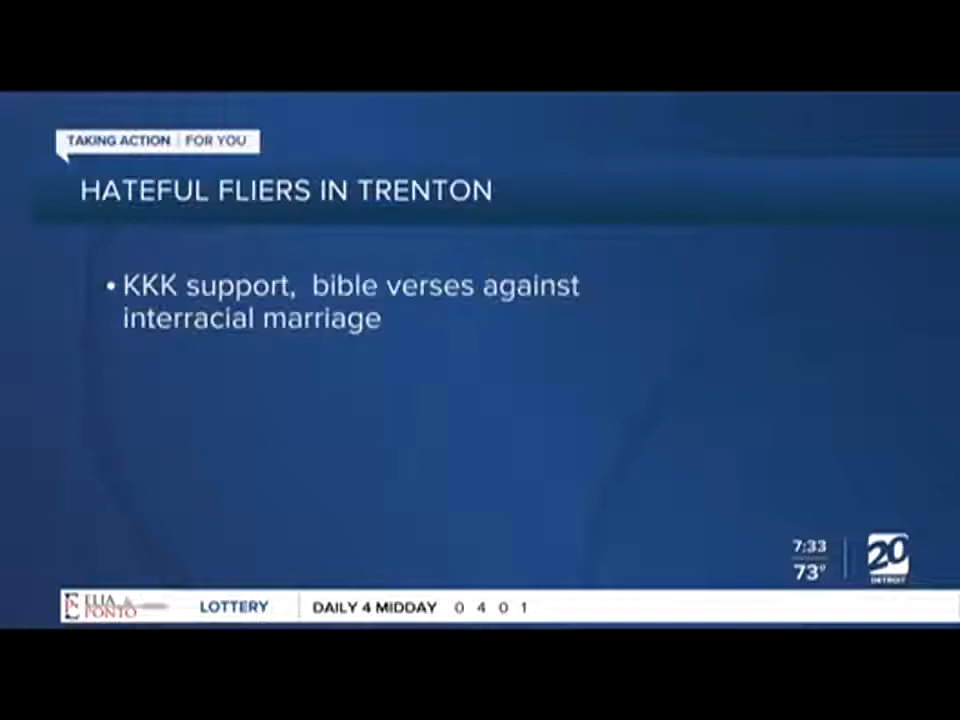 TAKING ACTION | FOR YOU
HATEFUL FLIERS IN TRENTON
• KKK support, bible verses against
interracial marriage
7:33
73°
20
DETROIT
LOTTERY DAILY 4 MIDDAY 0 4 0 1